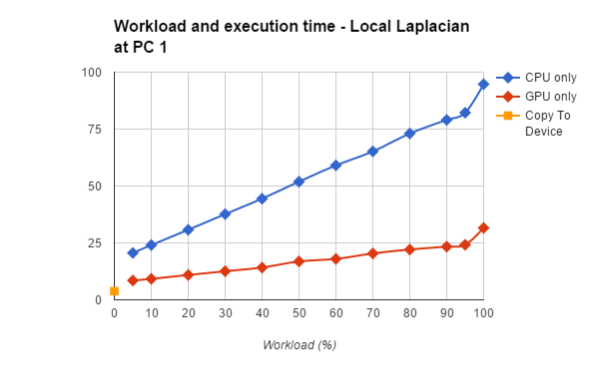 Workload and execution time - Local Laplacian
at PC 1
100
75
50
25
0
0 10 20 30 40 50 60 70 80 90 100
Workload (%)
CPU only
GPU only
Copy To
Device